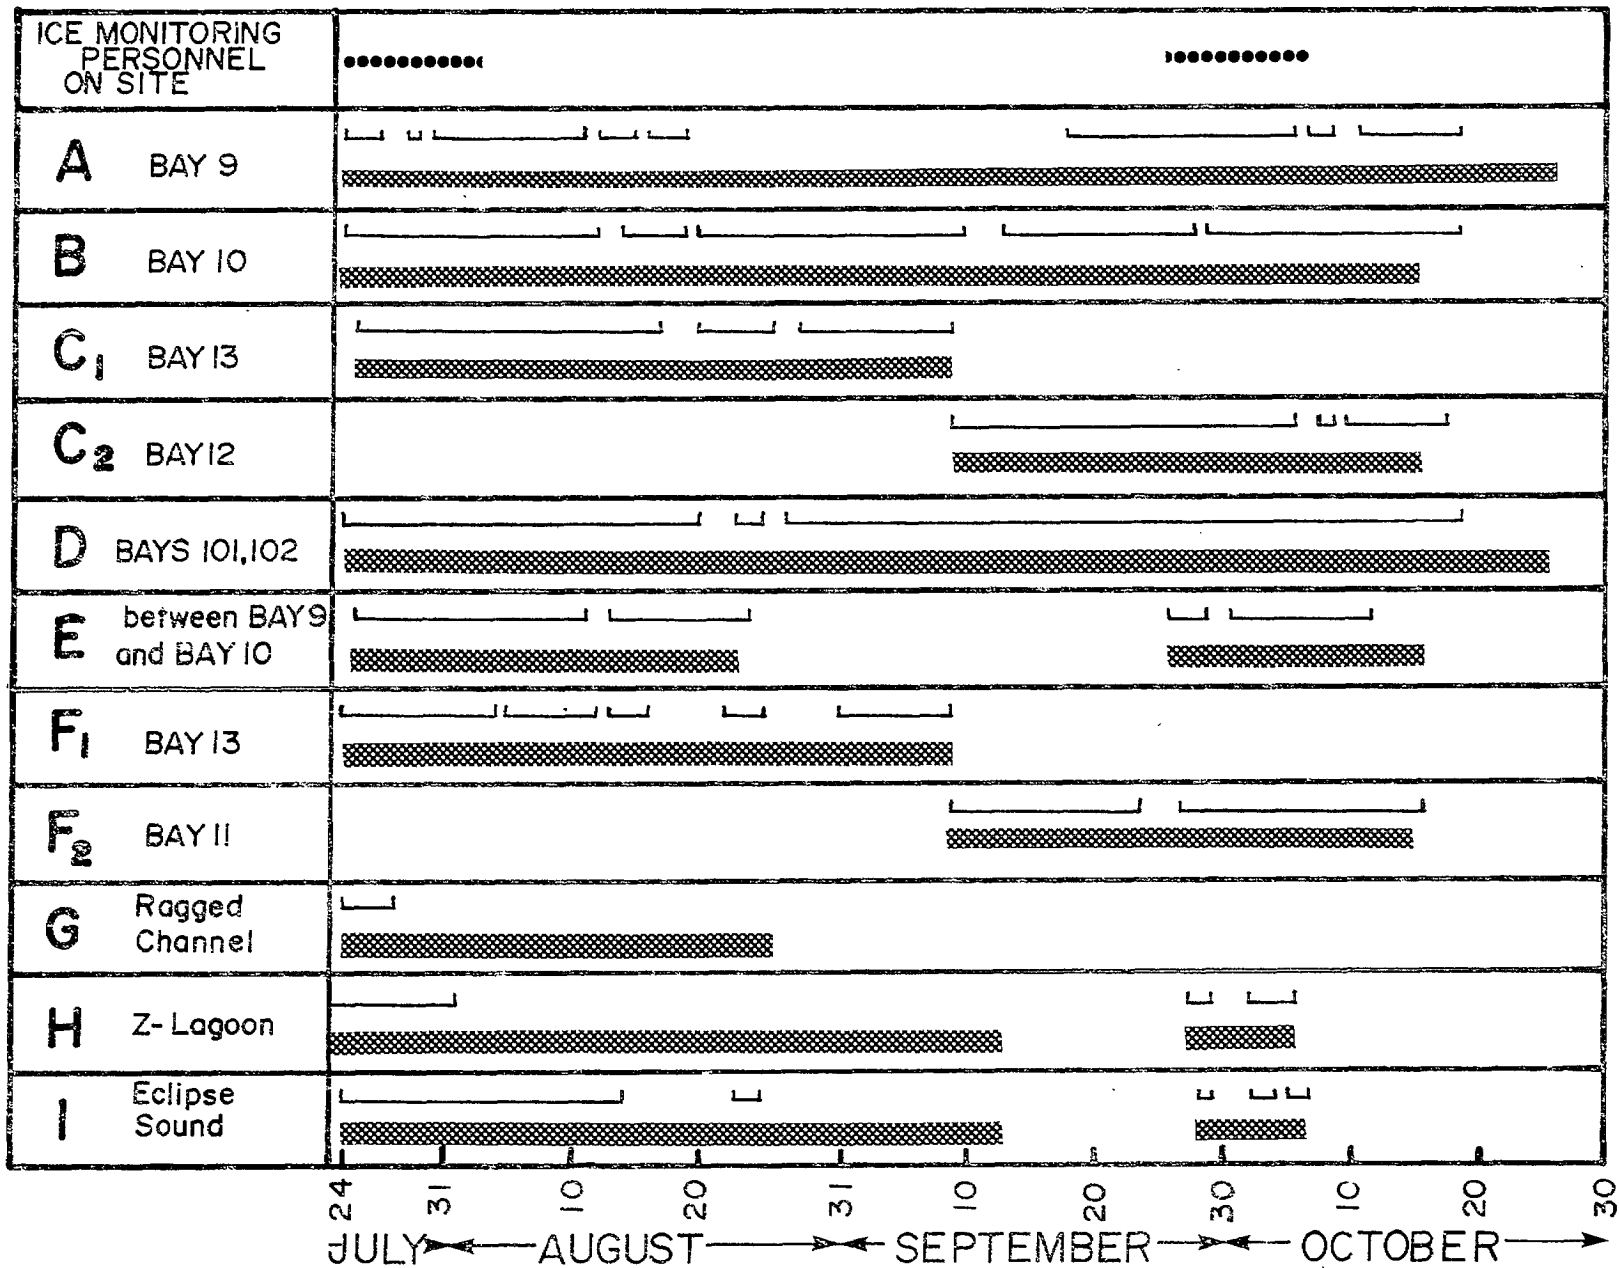 ICE MONITORING
PERSONNEL
ON SITE
A BAY 9
B BAY 10
C1 BAY 13
C2 BAY 12
D BAYS 101,102
E between BAY 9
and BAY 10
F1 BAY 13
F2 BAY 11
G Ragged
Channel
H Z-Lagoon
I Eclipse
Sound
24 31 10 20 31 10 20 30 10 20 30
JULY AUGUST SEPTEMBER OCTOBER